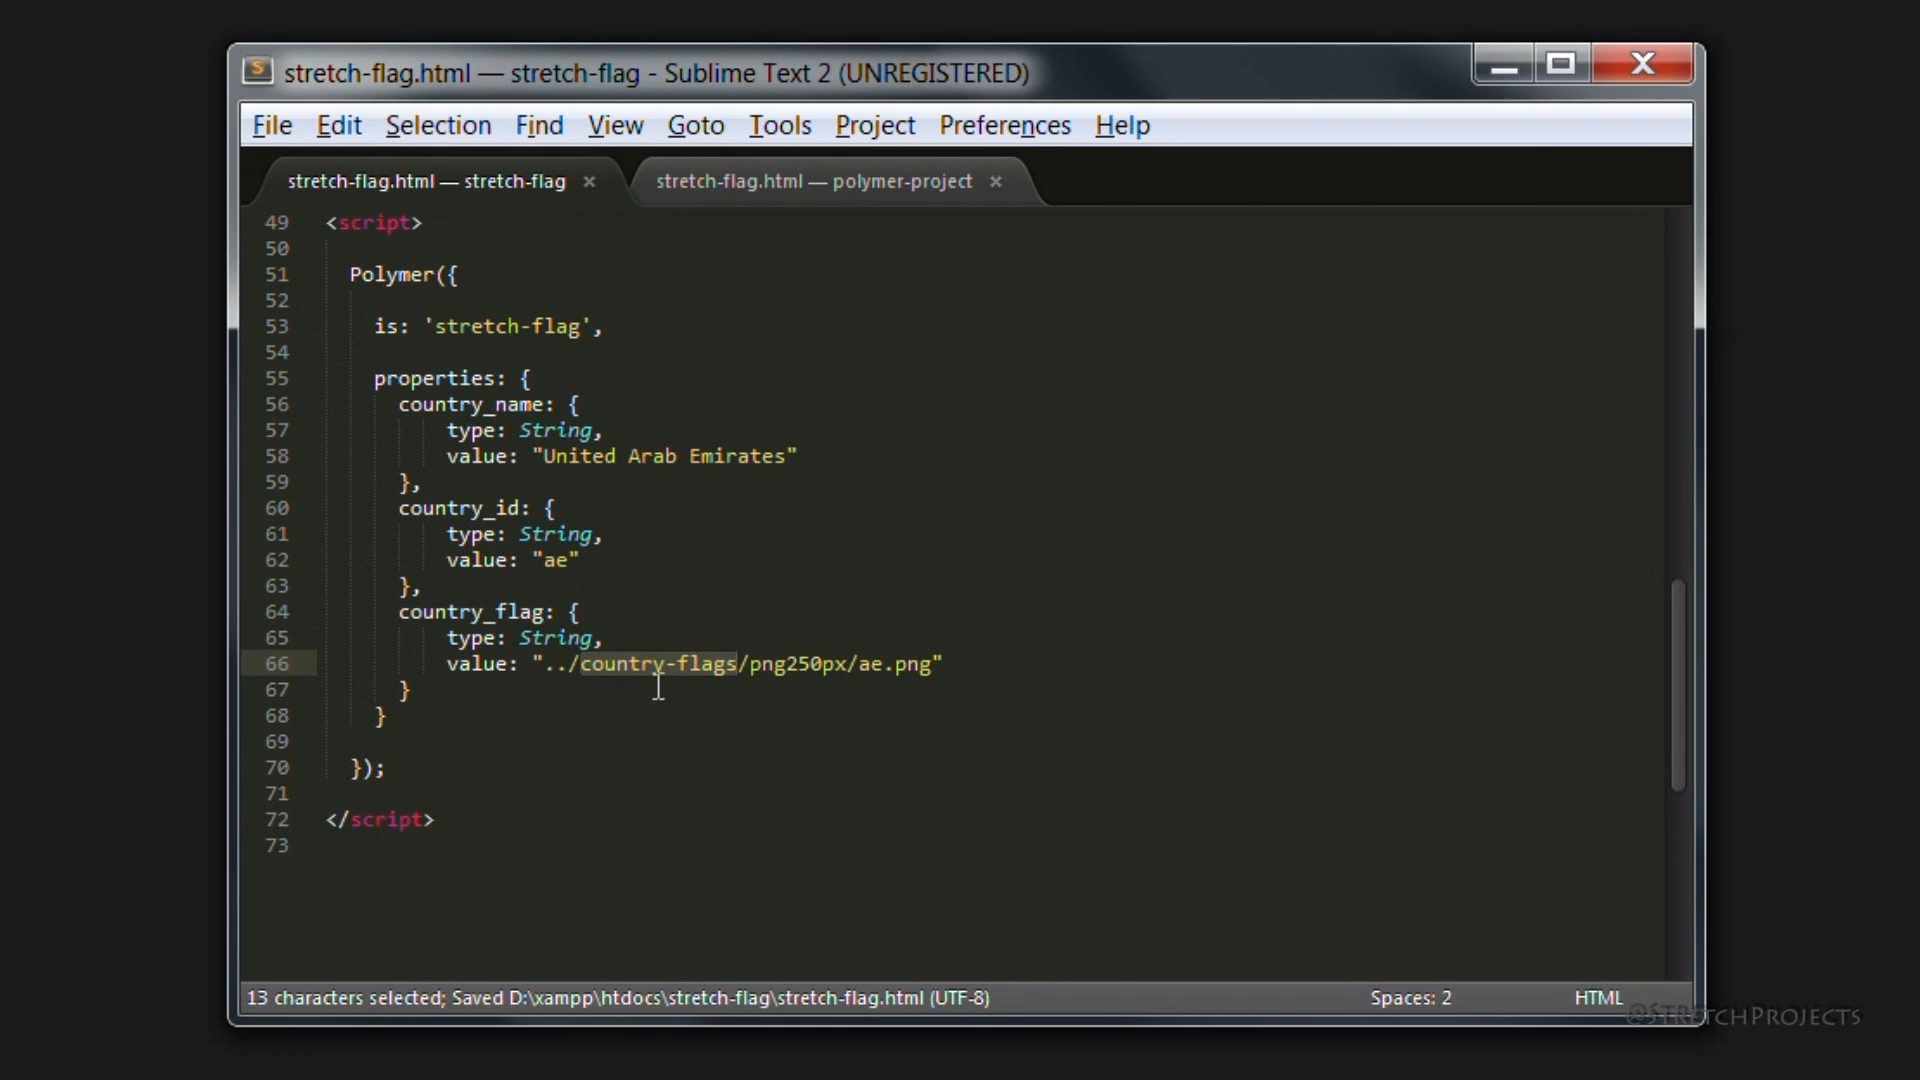 stretch-flag.html — stretch-flag - Sublime Text 2 (UNREGISTERED)
File Edit Selection Find View Goto Tools Project Preferences Help
stretch-flag.html — stretch-flag × stretch-flag.html — polymer-project ×
49 <script>
50
51 Polymer({
52
53 is: 'stretch-flag',
54
55 properties: {
56 country_name: {
57 type: String,
58 value: "United Arab Emirates"
59 },
60 country_id: {
61 type: String,
62 value: "ae"
63 },
64 country_flag: {
65 type: String,
66 value: "../country-flags/png250px/ae.png"
67 }
68 }
69
70 });
71
72 </script>
73
13 characters selected; Saved D:\xampp\htdocs\stretch-flag\stretch-flag.html (UTF-8) Spaces: 2 HTML
@StretchProjects